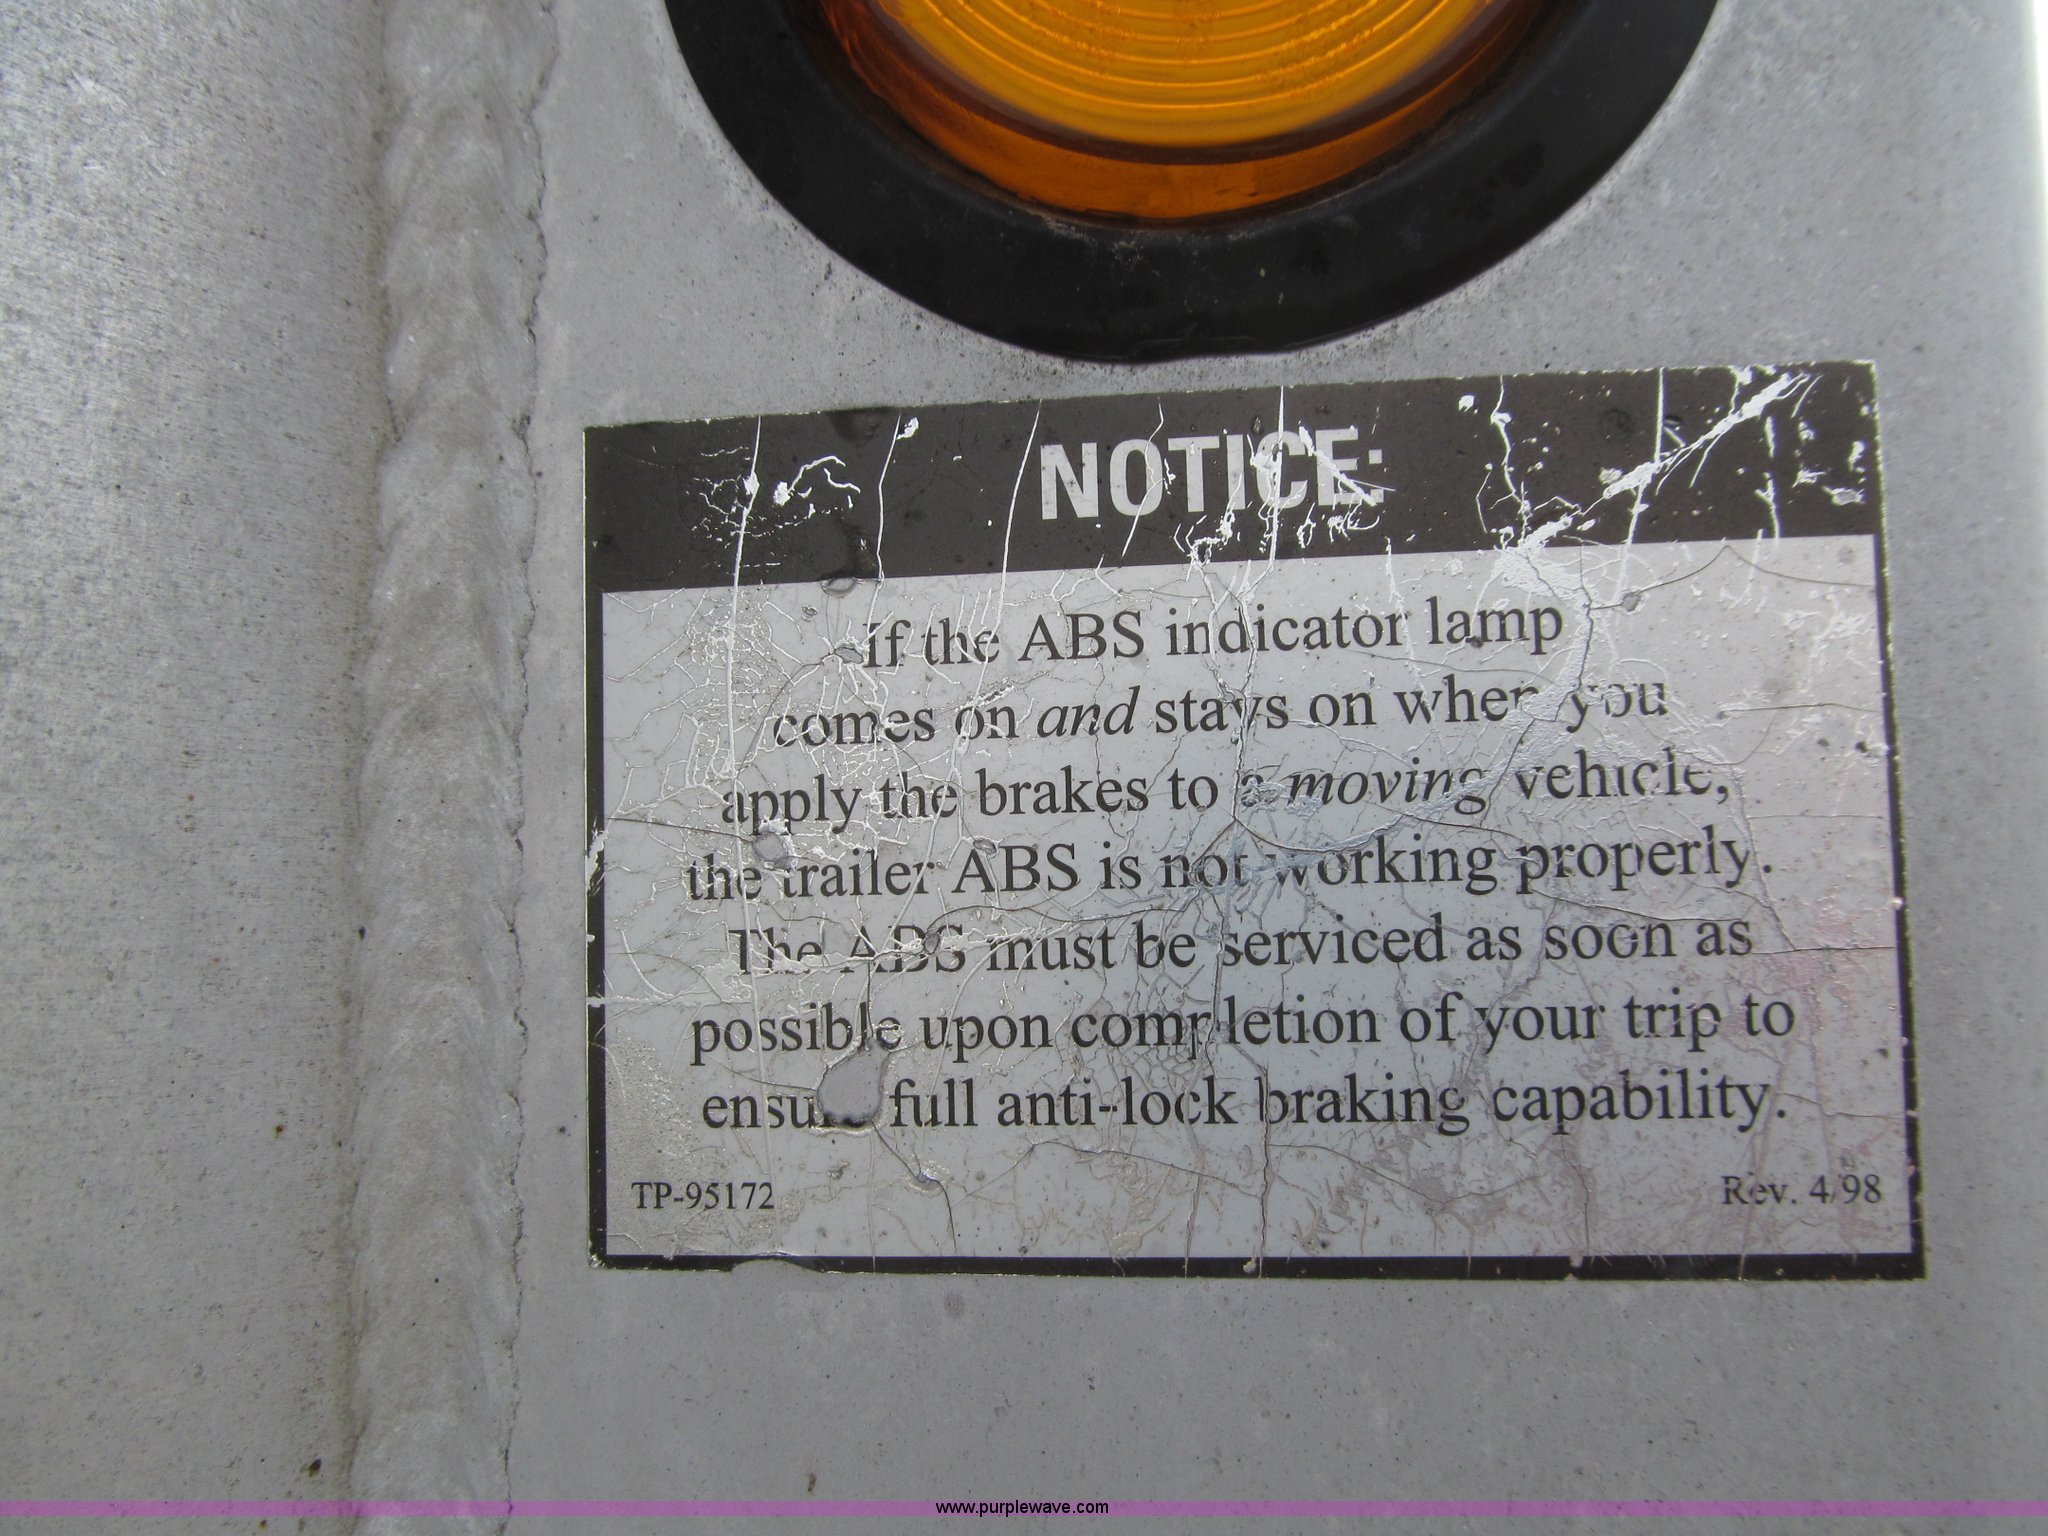 NOTICE:
If the ABS indicator lamp
comes on and stays on when you
apply the brakes to a moving vehicle,
the trailer ABS is not working properly.
The ABS must be serviced as soon as
possible upon completion of your trip to
ensure full anti-lock braking capability.
TP-95172 Rev. 4/98
www.purplewave.com